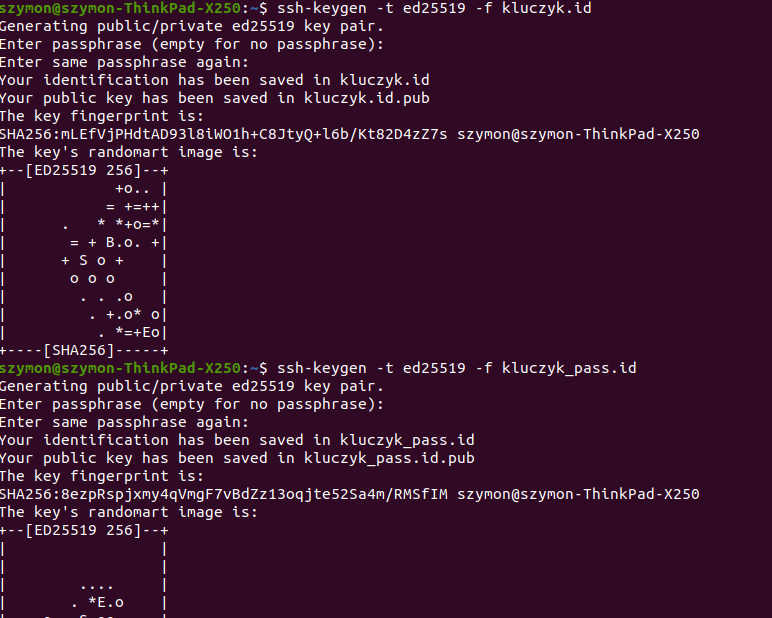 szymon@szymon-ThinkPad-X250:~$ ssh-keygen -t ed25519 -f kluczyk.id
Generating public/private ed25519 key pair.
Enter passphrase (empty for no passphrase):
Enter same passphrase again:
Your identification has been saved in kluczyk.id
Your public key has been saved in kluczyk.id.pub
The key fingerprint is:
SHA256:mLEfVjPHdtAD93l8iWO1h+C8JtyQ+l6b/Kt82D4zZ7s szymon@szymon-ThinkPad-X250
The key's randomart image is:
+--[ED25519 256]--+
|            +o.. |
|           = +=++|
|      .   * *+o=*|
|       = + B.o. +|
|      + S o +    |
|       o o o     |
|        . . .o   |
|         . +.o* o|
|          . *=+Eo|
+----[SHA256]-----+
szymon@szymon-ThinkPad-X250:~$ ssh-keygen -t ed25519 -f kluczyk_pass.id
Generating public/private ed25519 key pair.
Enter passphrase (empty for no passphrase):
Enter same passphrase again:
Your identification has been saved in kluczyk_pass.id
Your public key has been saved in kluczyk_pass.id.pub
The key fingerprint is:
SHA256:8ezpRspjxmy4qVmgF7vBdZz13oqjte52Sa4m/RMSfIM szymon@szymon-ThinkPad-X250
The key's randomart image is:
+--[ED25519 256]--+
|                 |
|                 |
|        ....     |
|       . *E.o    |